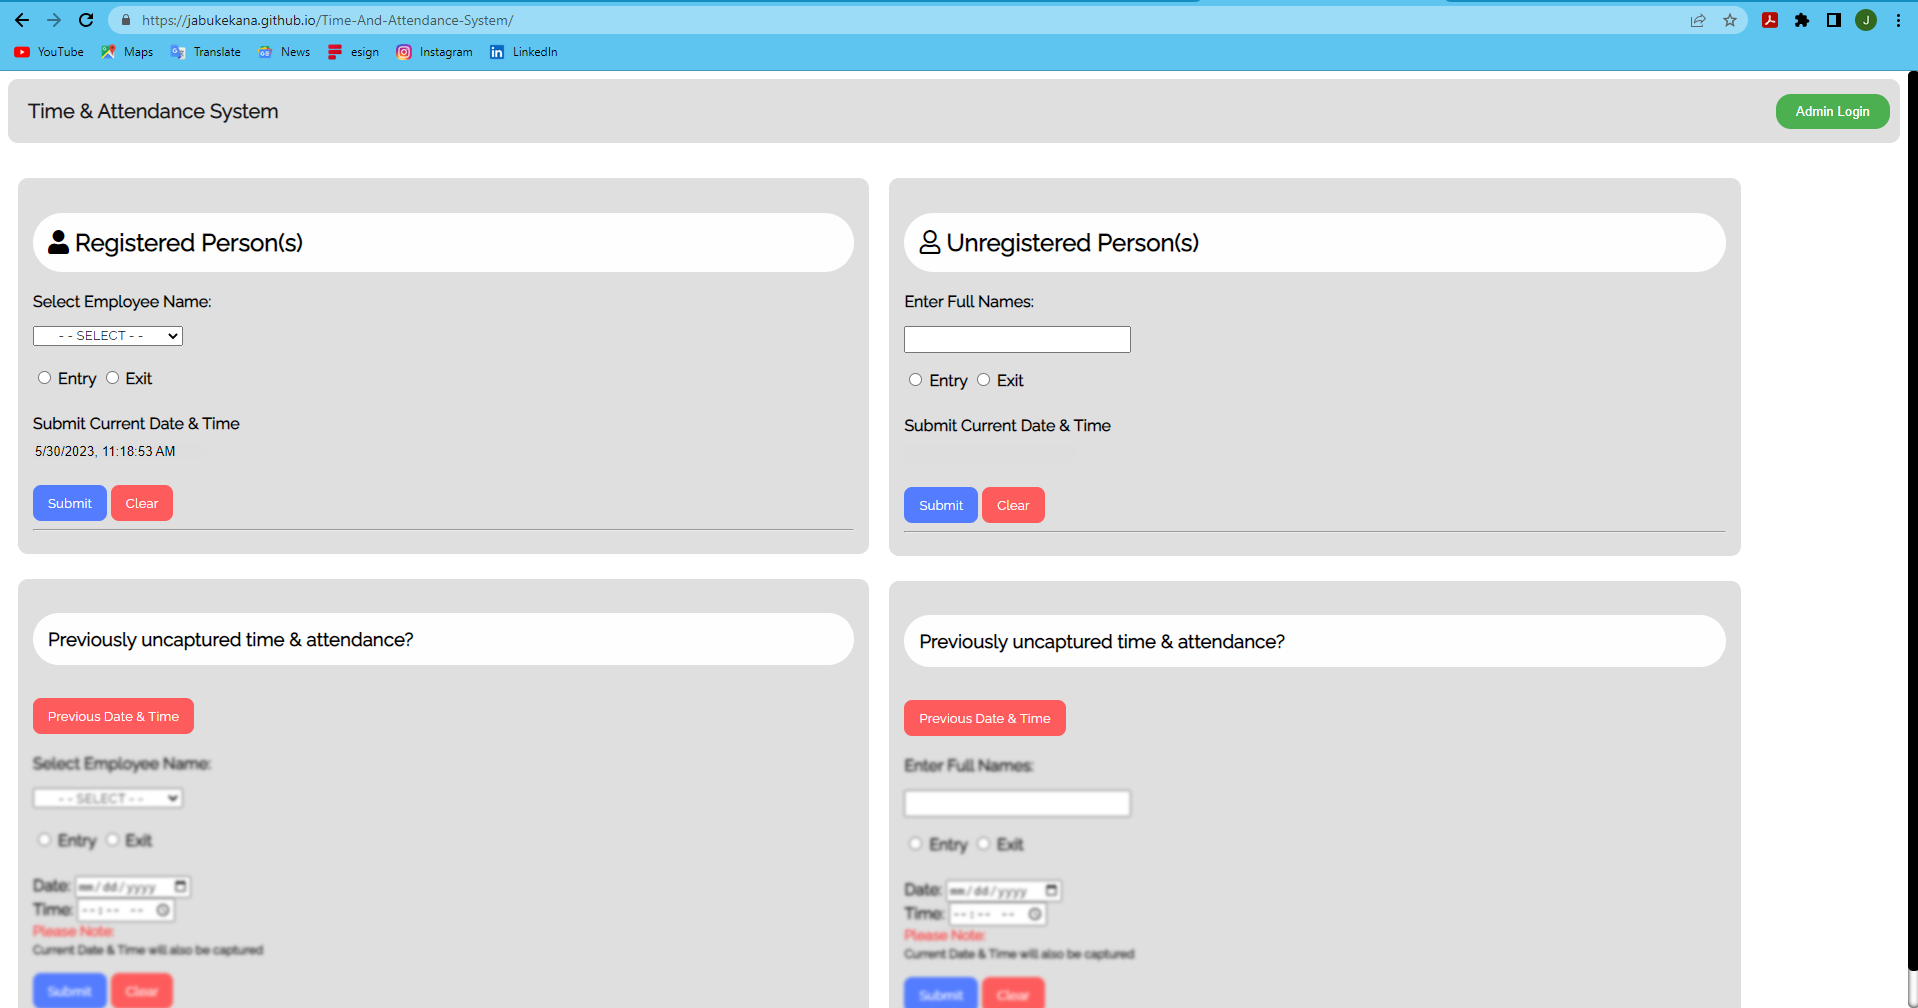 https://jabukekana.github.io/Time-And-Attendance-System/
J
YouTube Maps Translate News esign Instagram LinkedIn
Time & Attendance System
Admin Login
Registered Person(s)
Select Employee Name:
- - SELECT - -
Entry Exit
Submit Current Date & Time
5/30/2023, 11:18:53 AM
Submit Clear
Unregistered Person(s)
Enter Full Names:
Entry Exit
Submit Current Date & Time
Submit Clear
Previously uncaptured time & attendance?
Previous Date & Time
Select Employee Name:
- - SELECT - -
Entry Exit
Date: mm/dd/yyyy
Time: --:-- --
Please Note:
Current Date & Time will also be captured
Submit Clear
Previously uncaptured time & attendance?
Previous Date & Time
Enter Full Names:
Entry Exit
Date: mm/dd/yyyy
Time: --:-- --
Please Note:
Current Date & Time will also be captured
Submit Clear